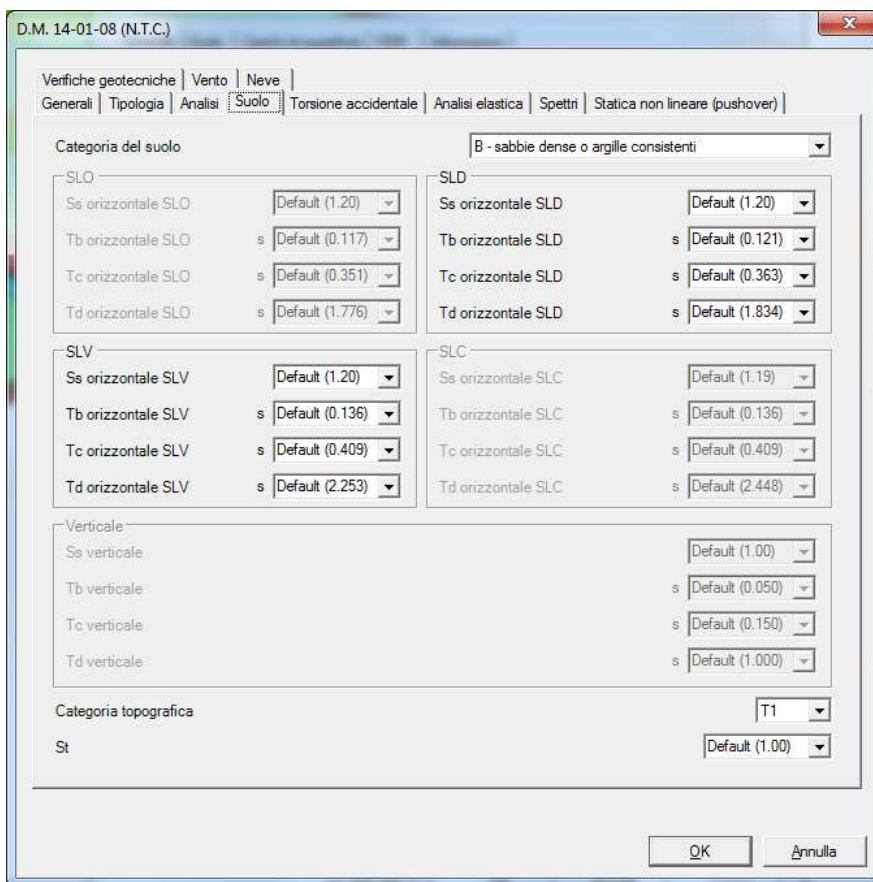 D.M. 14-01-08 (N.T.C.)
Verifiche geotecniche Vento Neve
Generali Tipologia Analisi Suolo Torsione accidentale Analisi elastica Spettri Statica non lineare (pushover)
Categoria del suolo B - sabbie dense o argille consistenti
SLO
Ss orizzontale SLO Default (1.20)
Tb orizzontale SLO s Default (0.117)
Tc orizzontale SLO s Default (0.351)
Td orizzontale SLO s Default (1.776)
SLD
Ss orizzontale SLD Default (1.20)
Tb orizzontale SLD s Default (0.121)
Tc orizzontale SLD s Default (0.363)
Td orizzontale SLD s Default (1.834)
SLV
Ss orizzontale SLV Default (1.20)
Tb orizzontale SLV s Default (0.136)
Tc orizzontale SLV s Default (0.409)
Td orizzontale SLV s Default (2.253)
SLC
Ss orizzontale SLC Default (1.19)
Tb orizzontale SLC s Default (0.136)
Tc orizzontale SLC s Default (0.409)
Td orizzontale SLC s Default (2.448)
Verticale
Ss verticale Default (1.00)
Tb verticale s Default (0.050)
Tc verticale s Default (0.150)
Td verticale s Default (1.000)
Categoria topografica T1
St Default (1.00)
OK Annulla